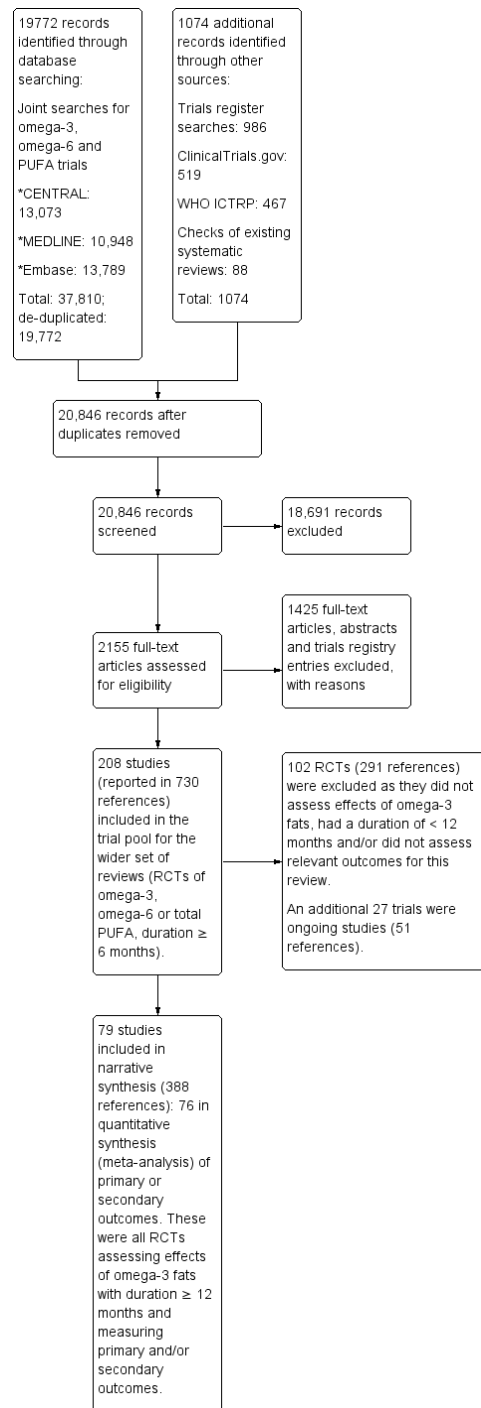 19772 records
identified through
database
searching:
Joint searches for
omega-3,
omega-6 and
PUFA trials
*CENTRAL:
13,073
*MEDLINE: 10,948
*Embase: 13,789
Total: 37,810;
de-duplicated:
19,772
1074 additional
records identified
through other
sources:
Trials register
searches: 986
ClinicalTrials.gov:
519
WHO ICTRP: 467
Checks of existing
systematic
reviews: 88
Total: 1074
20,846 records after
duplicates removed
20,846 records
screened
18,691 records
excluded
2155 full-text
articles assessed
for eligibility
1425 full-text
articles, abstracts
and trials registry
entries excluded,
with reasons
208 studies
(reported in 730
references)
included in the
trial pool for the
wider set of
reviews (RCTs of
omega-3,
omega-6 or total
PUFA, duration ≥
6 months).
102 RCTs (291 references)
were excluded as they did not
assess effects of omega-3
fats, had a duration of < 12
months and/or did not assess
relevant outcomes for this
review.
An additional 27 trials were
ongoing studies (51
references).
79 studies
included in
narrative
synthesis (388
references): 76 in
quantitative
synthesis
(meta-analysis) of
primary or
secondary
outcomes. These
were all RCTs
assessing effects
of omega-3 fats
with duration ≥ 12
months and
measuring
primary and/or
secondary
outcomes.